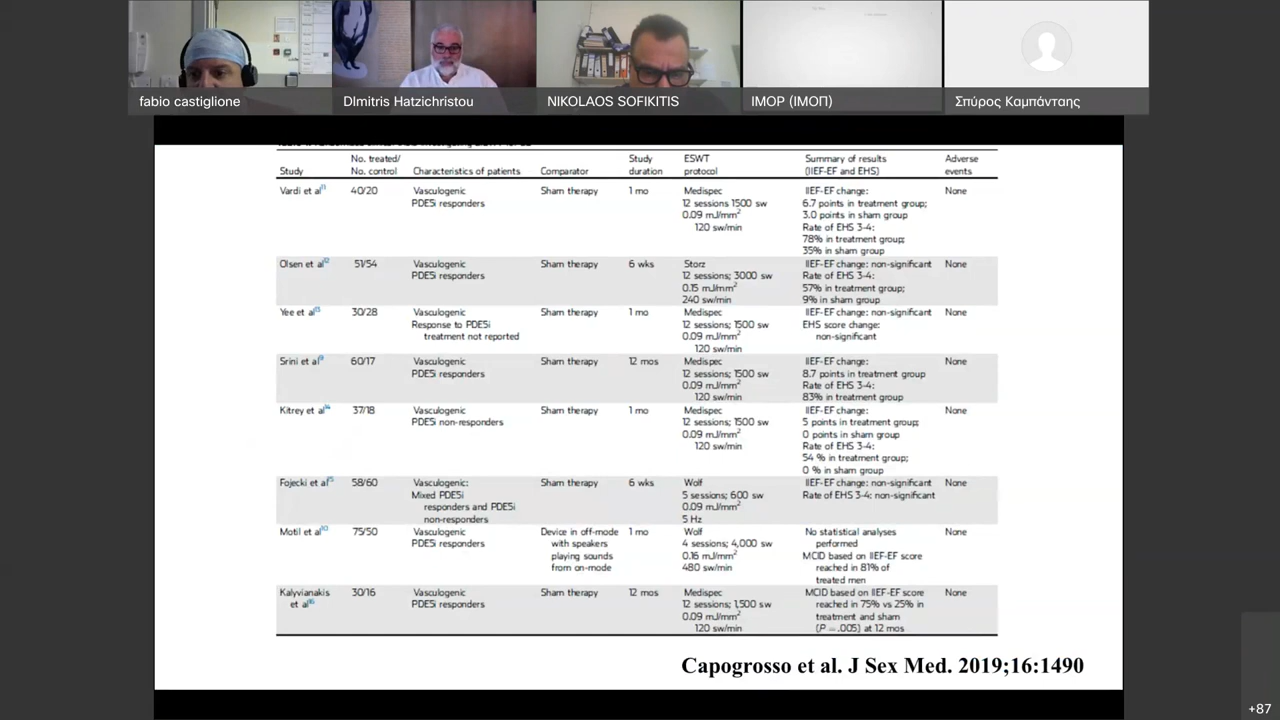 fabio castiglione
DImitris Hatzichristou
NIKOLAOS SOFIKITIS
IMOP (ΙΜΟΠ)
Σπύρος Καμπάνταης
Study
No. treated/
No. control
Characteristics of patients
Comparator
Study
duration
ESWT
protocol
Summary of results
(IIEF-EF and EHS)
Adverse
events
Vardi et al11
40/20
Vasculogenic
PDE5i responders
Sham therapy
1 mo
Medispec
12 sessions 1500 sw
0.09 mJ/mm2
120 sw/min
IIEF-EF change:
6.7 points in treatment group;
3.0 points in sham group
Rate of EHS 3-4:
78% in treatment group;
35% in sham group
None
Olsen et al12
51/54
Vasculogenic
PDE5i responders
Sham therapy
6 wks
Storz
12 sessions; 3000 sw
0.15 mJ/mm2
240 sw/min
IIEF-EF change: non-significant
Rate of EHS 3-4:
57% in treatment group;
9% in sham group
None
Yee et al13
30/28
Vasculogenic
Response to PDE5i
treatment not reported
Sham therapy
1 mo
Medispec
12 sessions; 1500 sw
0.09 mJ/mm2
120 sw/min
IIEF-EF change: non-significant
EHS score change:
non-significant
None
Srini et al9
60/17
Vasculogenic
PDE5i responders
Sham therapy
12 mos
Medispec
12 sessions; 1500 sw
0.09 mJ/mm2
120 sw/min
IIEF-EF change:
8.7 points in treatment group
Rate of EHS 3-4:
83% in treatment group
None
Kitrey et al14
37/18
Vasculogenic
PDE5i non-responders
Sham therapy
1 mo
Medispec
12 sessions; 1500 sw
0.09 mJ/mm2
120 sw/min
IIEF-EF change:
5 points in treatment group;
0 points in sham group
Rate of EHS 3-4:
54 % in treatment group;
0 % in sham group
None
Fojecki et al15
58/60
Vasculogenic:
Mixed PDE5i
responders and PDE5i
non-responders
Sham therapy
6 wks
Wolf
5 sessions; 600 sw
0.09 mJ/mm2
5 Hz
IIEF-EF change: non-significant
Rate of EHS 3-4: non-significant
None
Motil et al10
75/50
Vasculogenic
PDE5i responders
Device in off-mode
with speakers
playing sounds
from on-mode
1 mo
Wolf
4 sessions; 4,000 sw
0.16 mJ/mm2
480 sw/min
No statistical analyses
performed
MCID based on IIEF-EF score
reached in 81% of
treated men
None
Kalyvianakis
et al16
30/16
Vasculogenic
PDE5i responders
Sham therapy
12 mos
Medispec
12 sessions; 1,500 sw
0.09 mJ/mm2
120 sw/min
MCID based on IIEF-EF score
reached in 75% vs 25% in
treatment and sham
(P = .005) at 12 mos
None
Capogrosso et al. J Sex Med. 2019;16:1490
+87